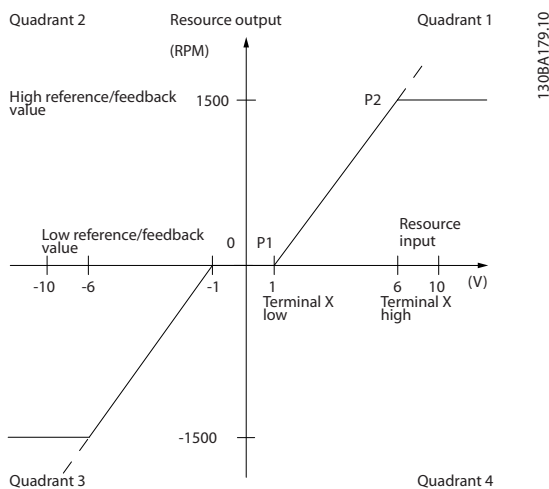 Quadrant 2
Resource output
(RPM)
Quadrant 1
130BA179.10
High reference/feedback
value
1500
P2
Low reference/feedback
value
0
P1
Resource
input
-10
-6
-1
1
6
10
(V)
Terminal X
low
Terminal X
high
-1500
Quadrant 3
Quadrant 4